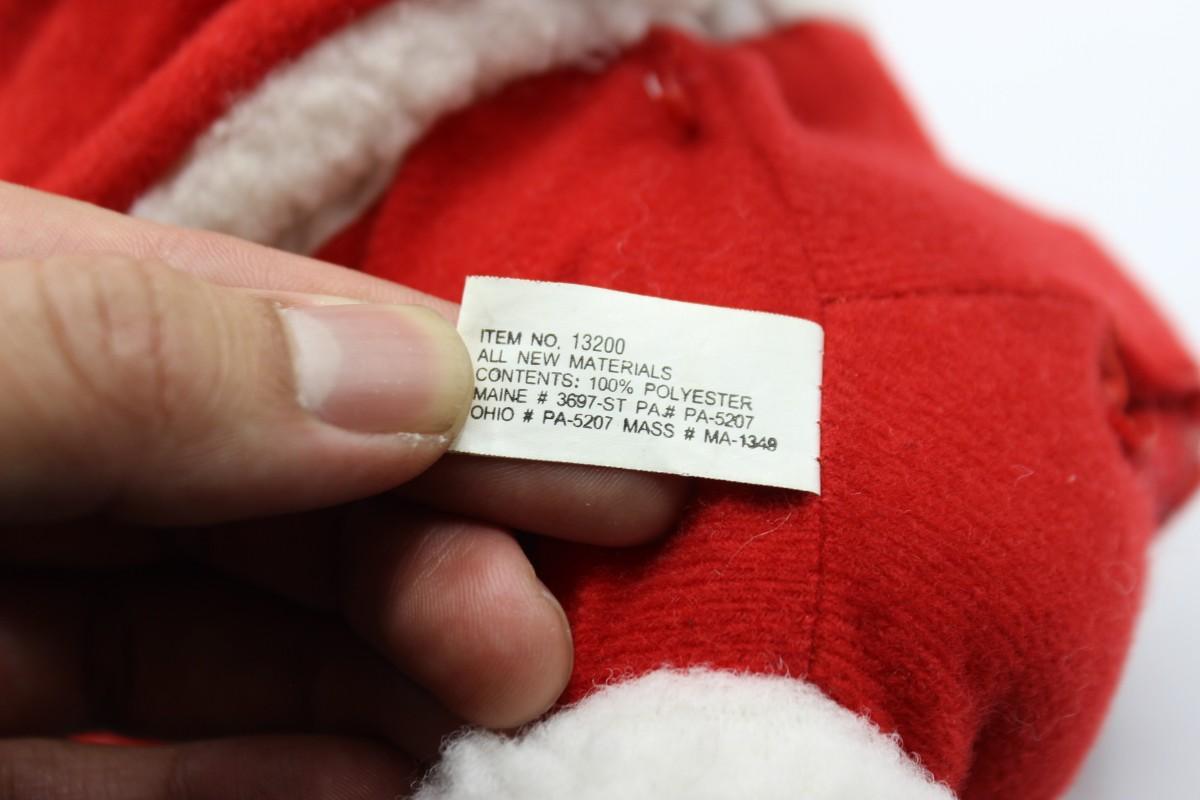 ITEM NO. 13200
ALL NEW MATERIALS
CONTENTS: 100% POLYESTER
MAINE # 3697-ST PA.# PA-5207
OHIO # PA-5207 MASS # MA-1348